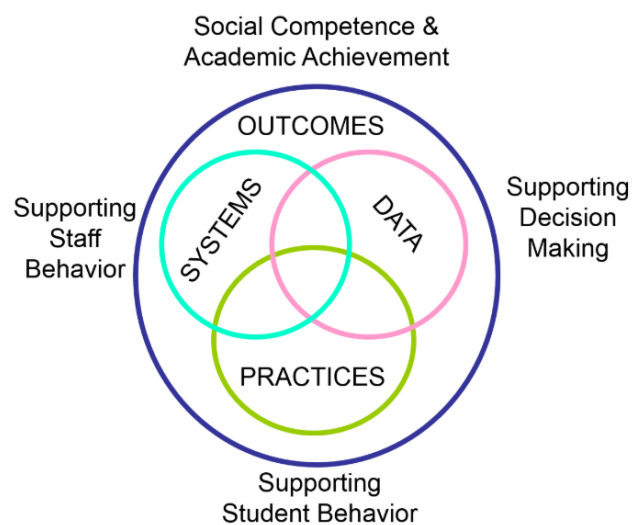 Social Competence &
Academic Achievement
OUTCOMES
Supporting
Staff
Behavior
SYSTEMS
DATA
Supporting
Decision
Making
PRACTICES
Supporting
Student Behavior